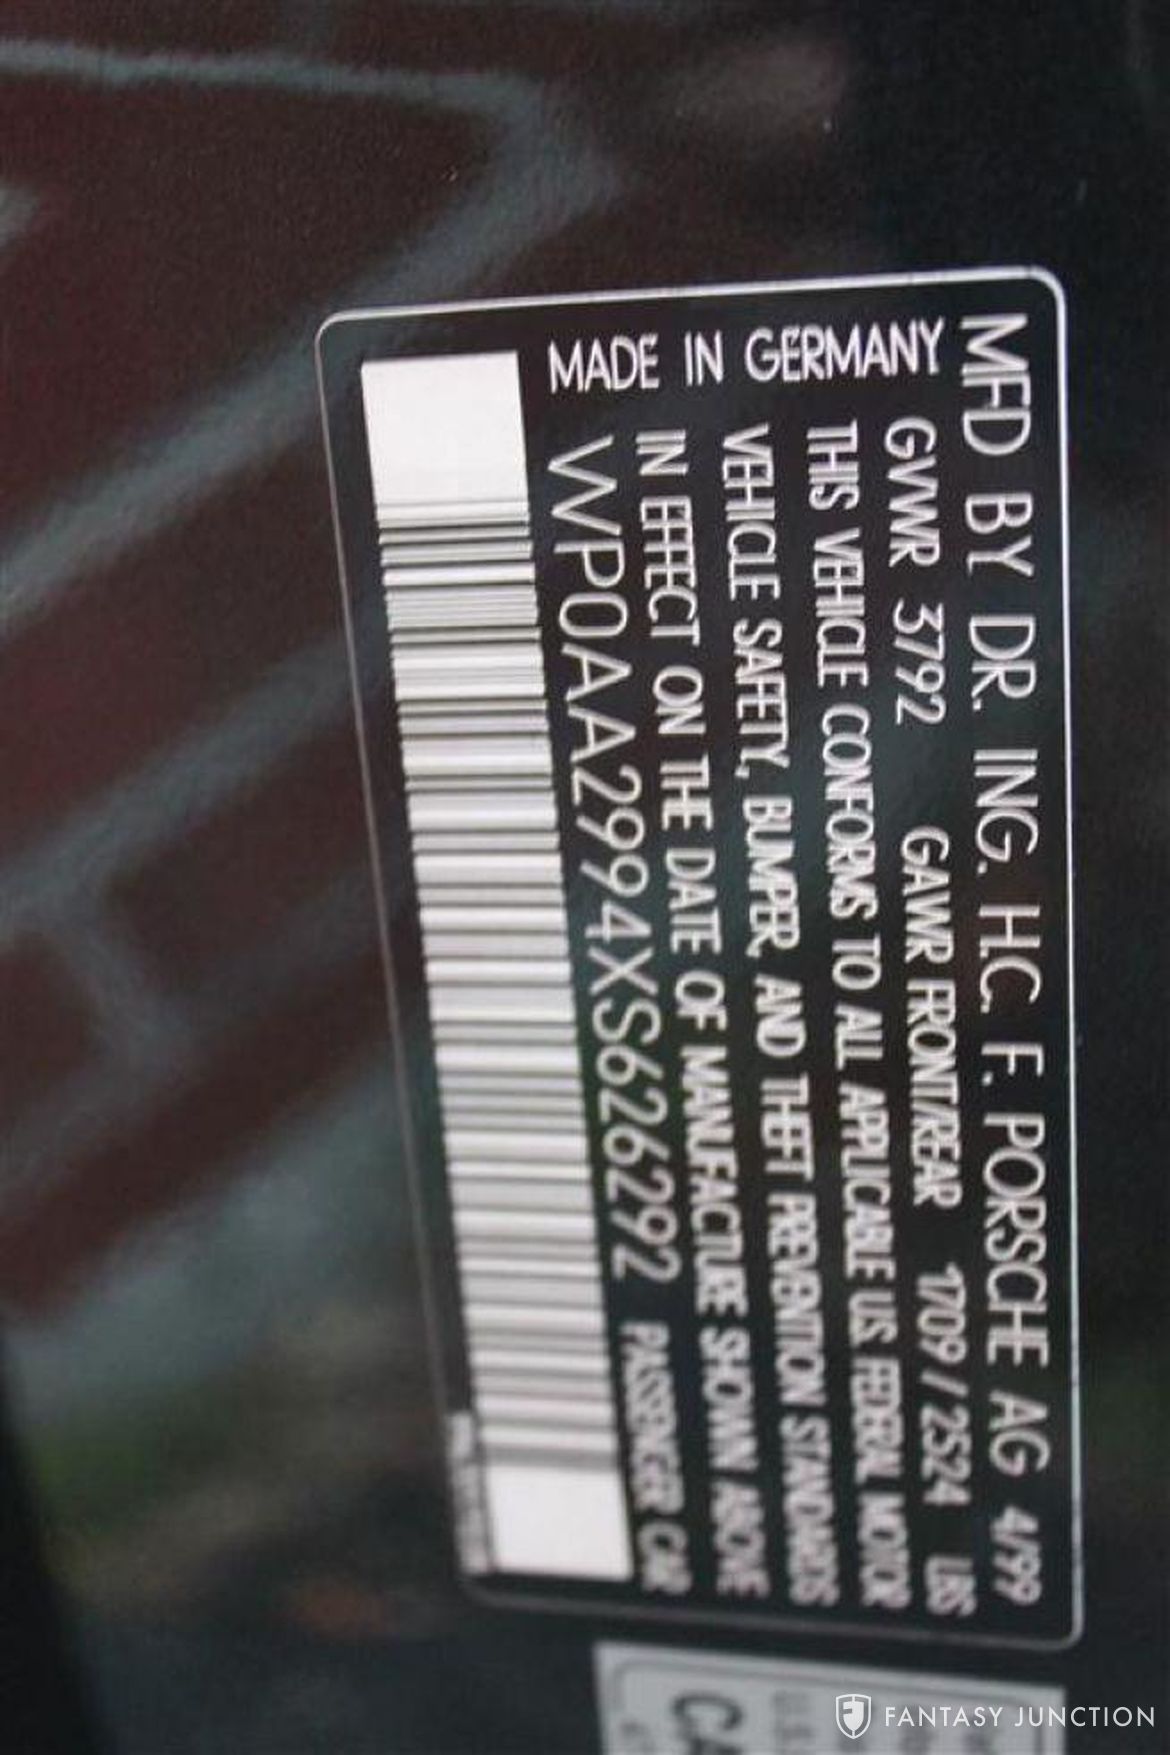 MFD BY DR. ING. H.C. F. PORSCHE AG 4/99
GVWR 3792 GAWR FRONT/REAR 1709 / 2524 LBS
THIS VEHICLE CONFORMS TO ALL APPLICABLE US FEDERAL MOTOR
VEHICLE SAFETY, BUMPER, AND THEFT PREVENTION STANDARDS
IN EFFECT ON THE DATE OF MANUFACTURE SHOWN ABOVE
WP0AA2994XS626292 PASSENGER CAR
MADE IN GERMANY
CA
FANTASY JUNCTION